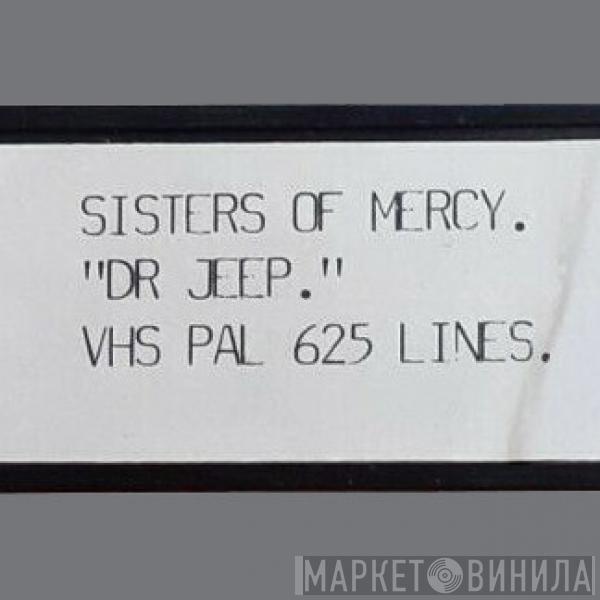 SISTERS OF MERCY.
"DR JEEP."
VHS PAL 625 LINES.
МАРКЕТ ВИНИЛА